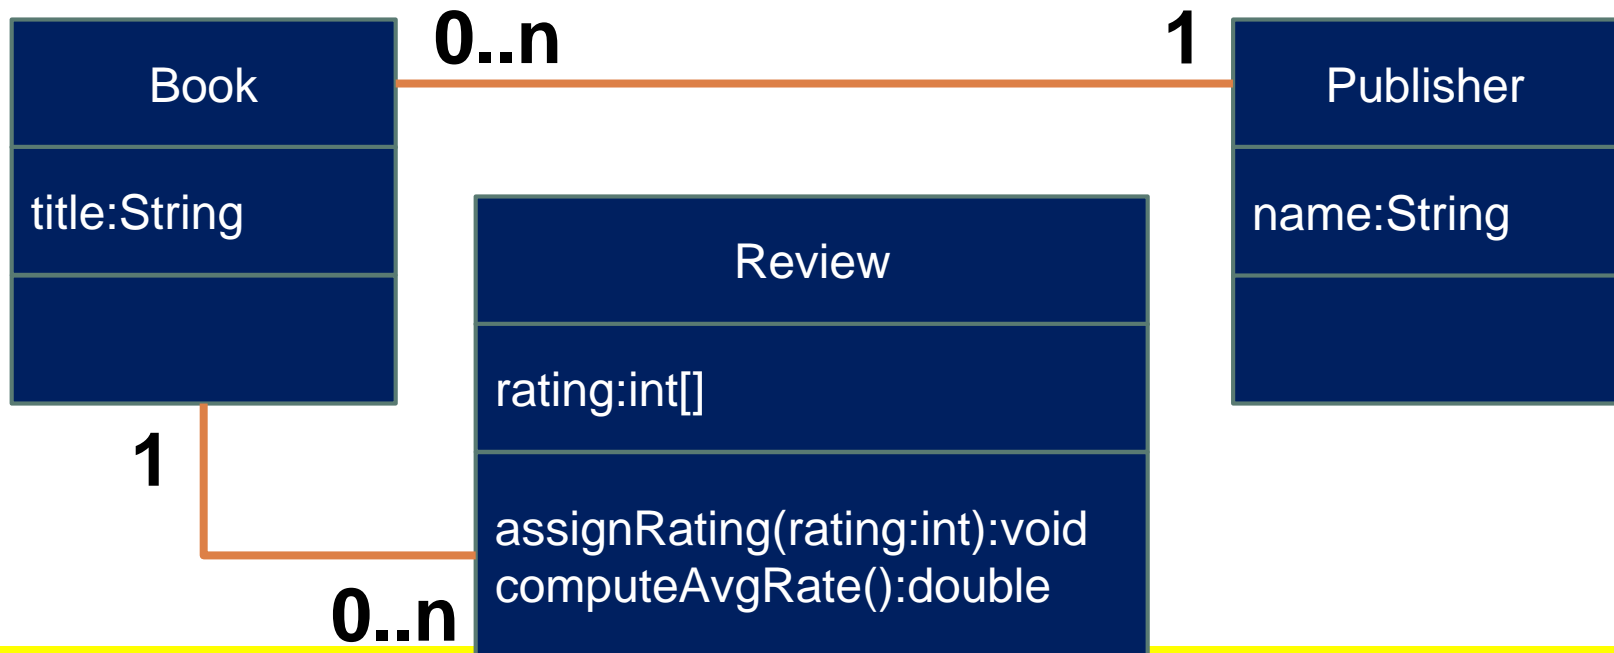 Book
0..n
1
Publisher
title:String
name:String
Review
rating:int[]
1
assignRating(rating:int):void
computeAvgRate():double
0..n